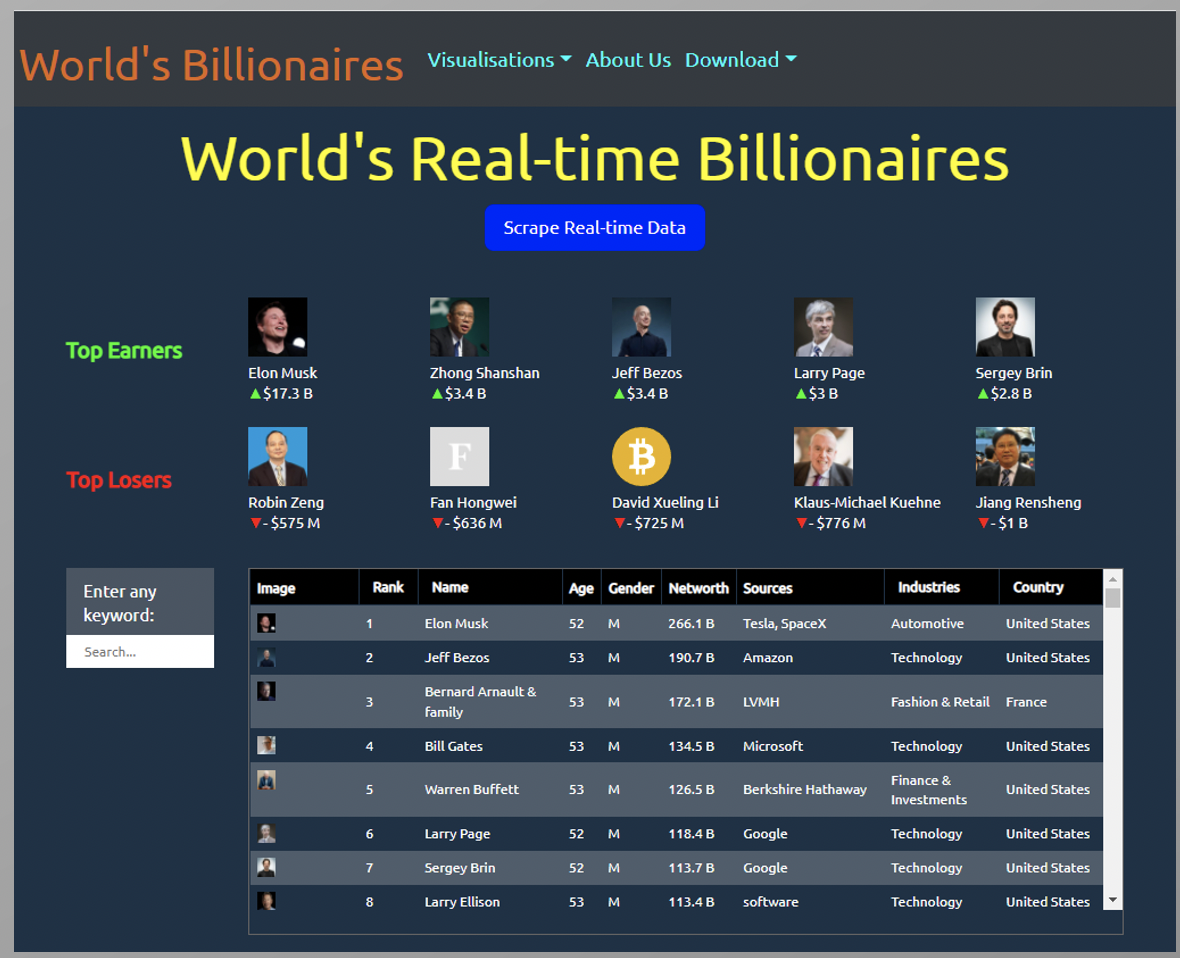 World's Billionaires Visualisations About Us Download
World's Real-time Billionaires
Scrape Real-time Data
Top Earners
Elon Musk Zhong Shanshan Jeff Bezos Larry Page Sergey Brin
▲$17.3 B ▲$3.4 B ▲$3.4 B ▲$3 B ▲$2.8 B
F
Top Losers
Robin Zeng Fan Hongwei David Xueling Li Klaus-Michael Kuehne Jiang Rensheng
▼- $575 M ▼- $636 M ▼- $725 M ▼- $776 M ▼- $1 B
Enter any
keyword:
Search...
Image Rank Name Age Gender Networth Sources Industries Country
1 Elon Musk 52 M 266.1 B Tesla, SpaceX Automotive United States
2 Jeff Bezos 53 M 190.7 B Amazon Technology United States
3 Bernard Arnault & family 53 M 172.1 B LVMH Fashion & Retail France
4 Bill Gates 53 M 134.5 B Microsoft Technology United States
5 Warren Buffett 53 M 126.5 B Berkshire Hathaway Finance & Investments United States
6 Larry Page 52 M 118.4 B Google Technology United States
7 Sergey Brin 52 M 113.7 B Google Technology United States
8 Larry Ellison 53 M 113.4 B software Technology United States